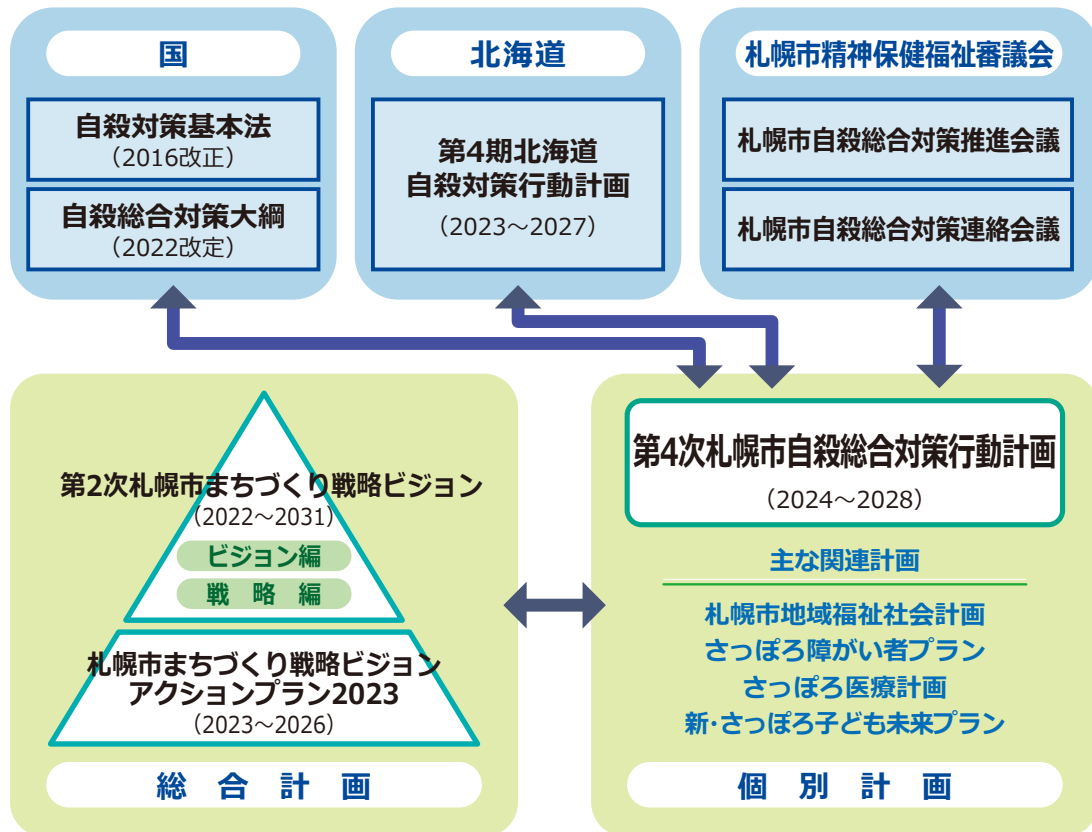 国
自殺対策基本法
（2016改正）
自殺総合対策大綱
（2022改定）
北海道
第4期北海道
自殺対策行動計画
（2023～2027）
札幌市精神保健福祉審議会
札幌市自殺総合対策推進会議
札幌市自殺総合対策連絡会議
第2次札幌市まちづくり戦略ビジョン
（2022～2031）
ビジョン編
戦略編
札幌市まちづくり戦略ビジョン
アクションプラン2023
（2023～2026）
総合計画
第4次札幌市自殺総合対策行動計画
（2024～2028）
主な関連計画
札幌市地域福祉社会計画
さっぽろ障がい者プラン
さっぽろ医療計画
新・さっぽろ子ども未来プラン
個別計画